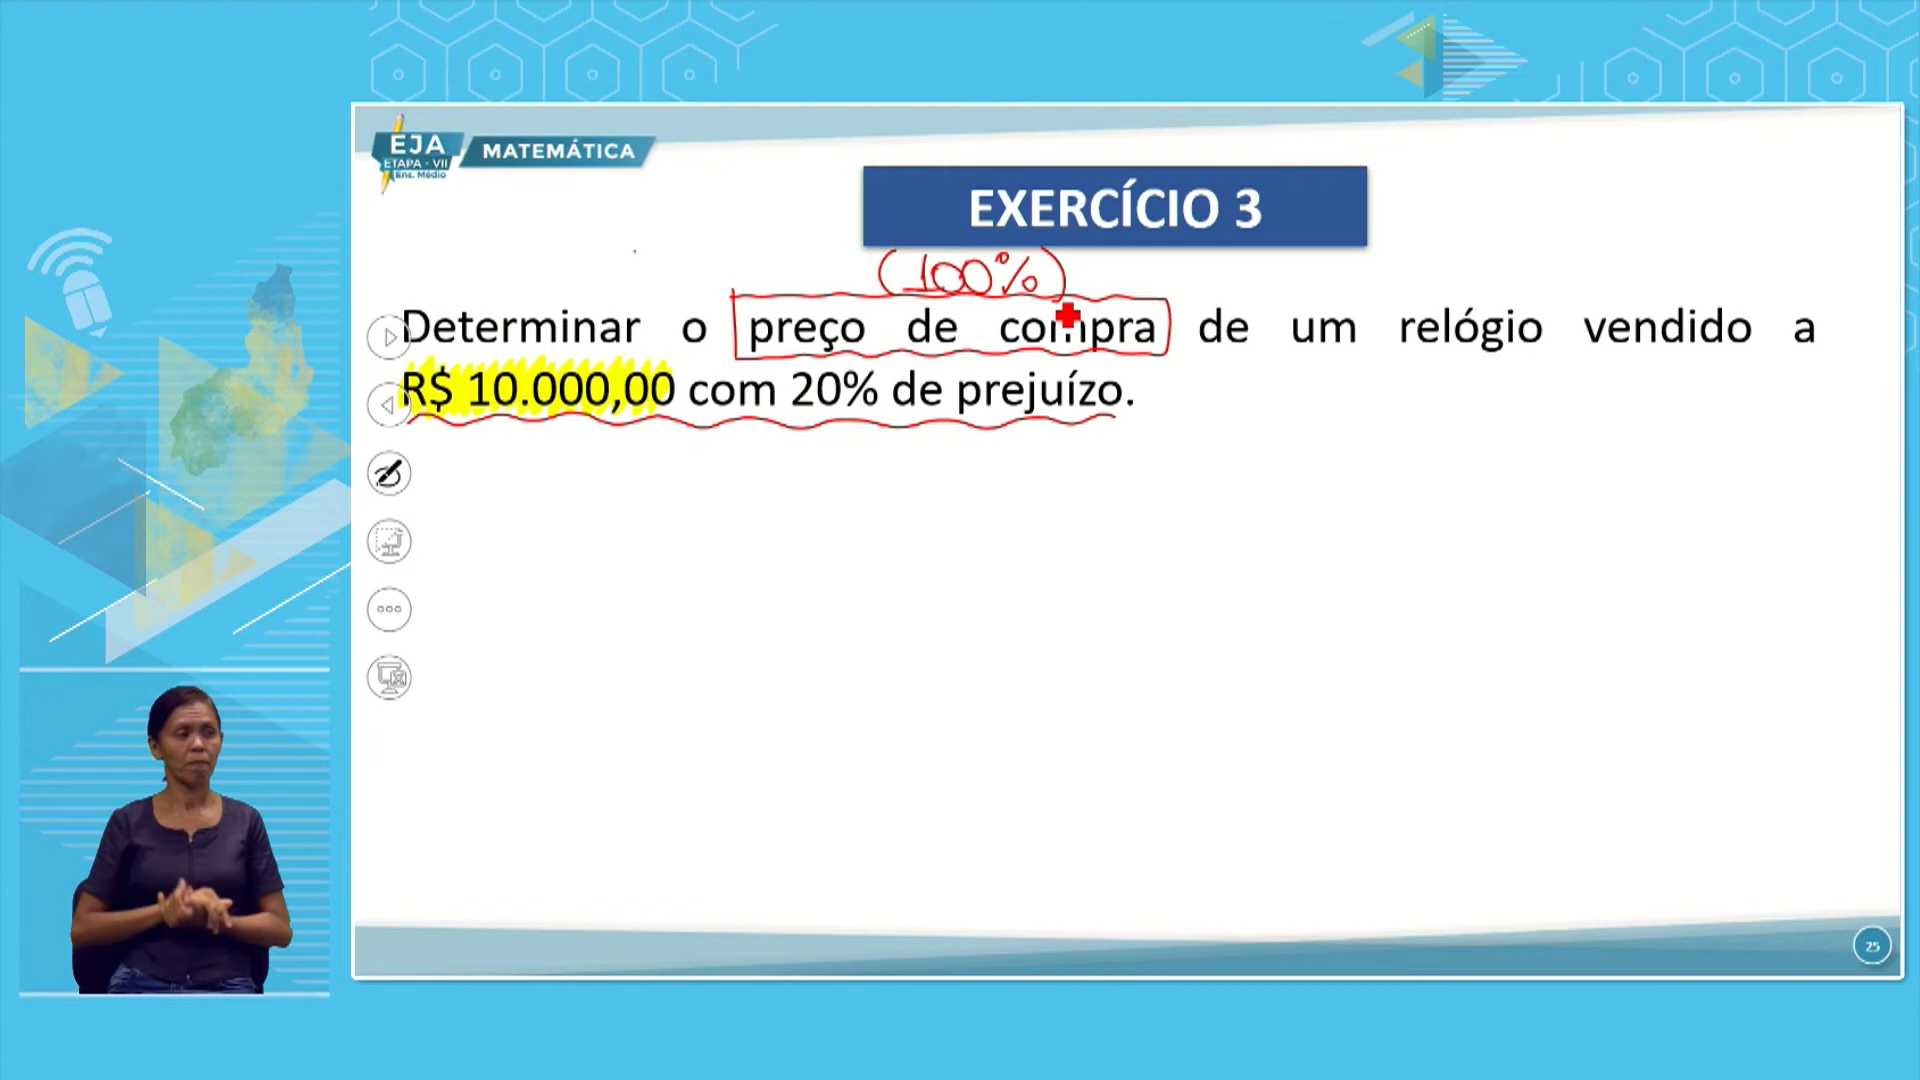 EJA
ETAPA - VII
Ens. Médio
MATEMÁTICA
EXERCÍCIO 3
(100%)
Determinar o preço de compra de um relógio vendido a
R$ 10.000,00 com 20% de prejuízo.
25